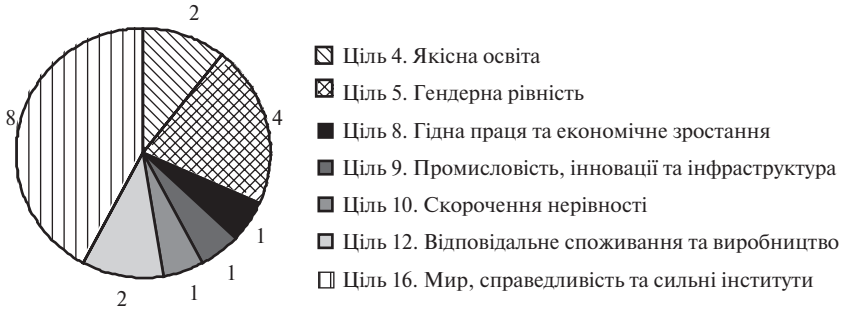 2
8
4
1
1
1
2
Ціль 4. Якісна освіта
Ціль 5. Гендерна рівність
Ціль 8. Гідна праця та економічне зростання
Ціль 9. Промисловість, інновації та інфраструктура
Ціль 10. Скорочення нерівності
Ціль 12. Відповідальне споживання та виробництво
Ціль 16. Мир, справедливість та сильні інститути